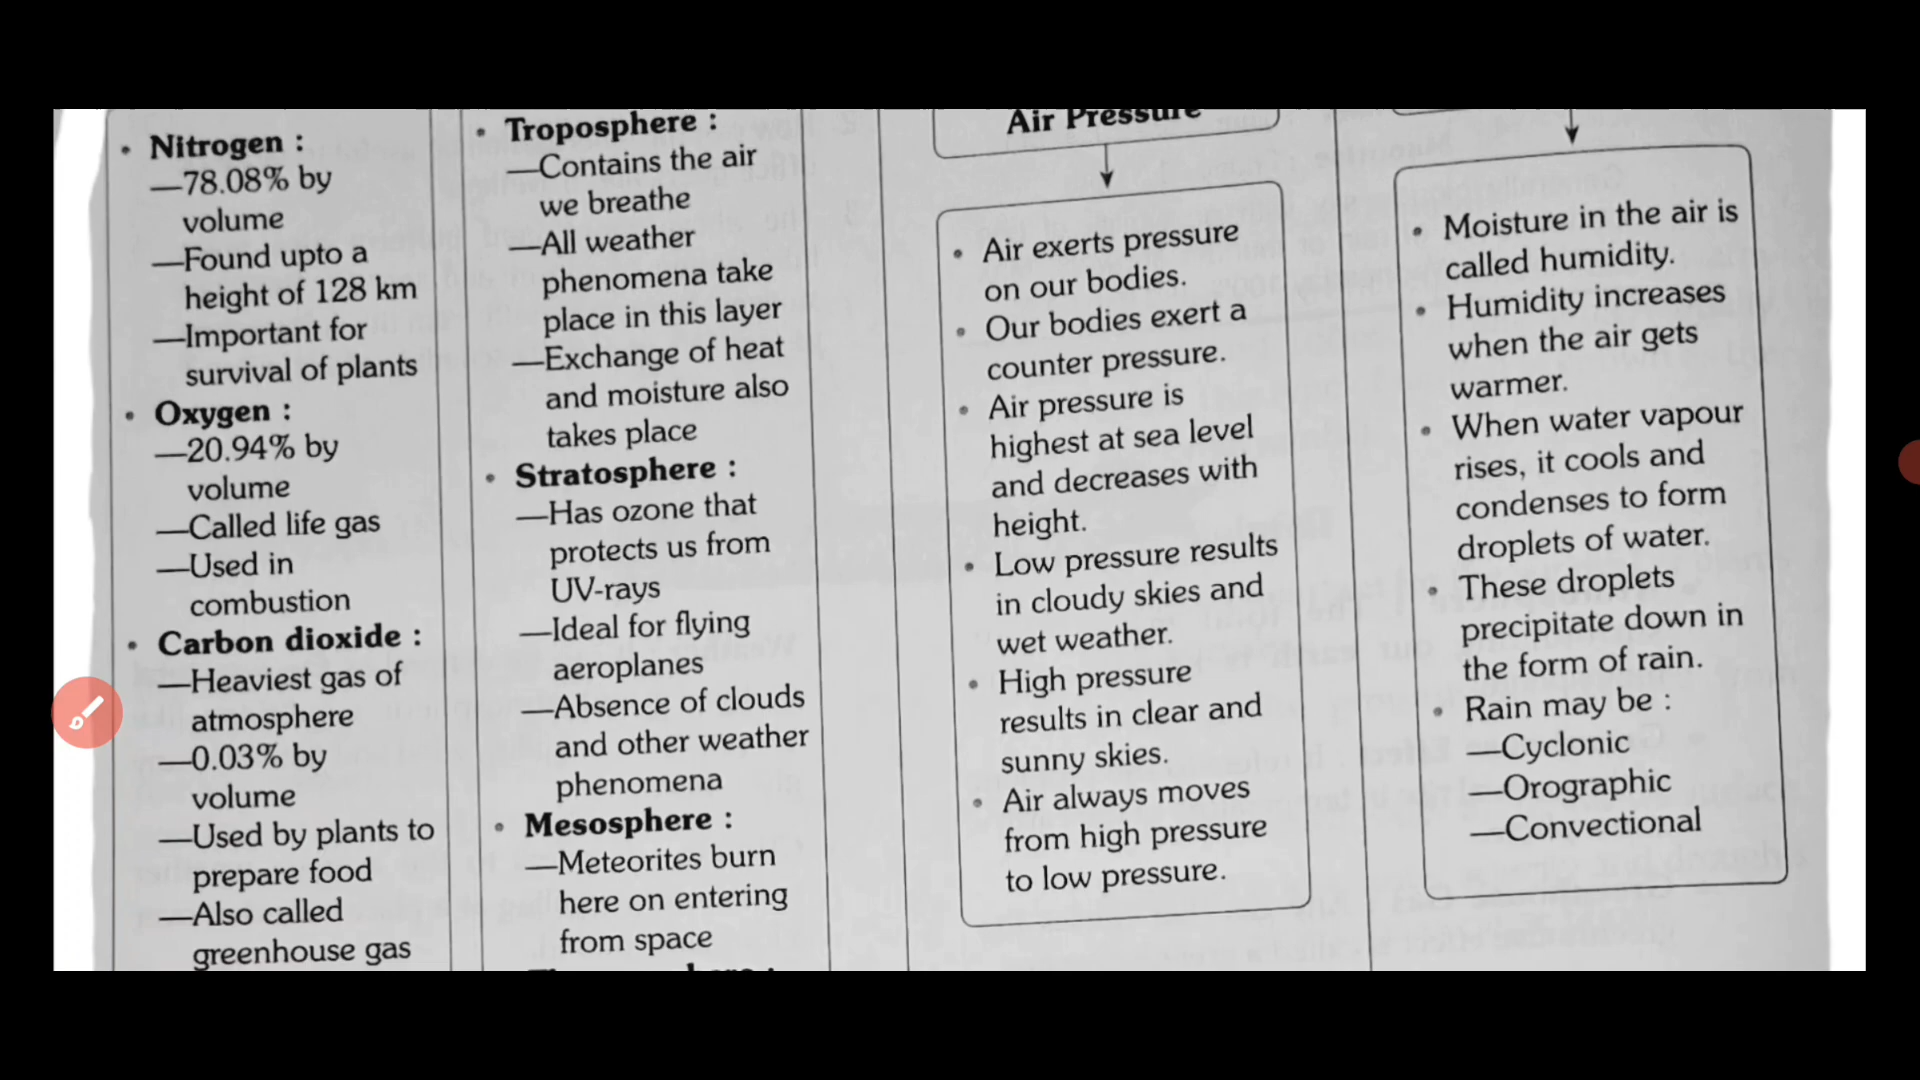 • Nitrogen :
—78.08% by
volume
—Found upto a
height of 128 km
—Important for
survival of plants
• Oxygen :
—20.94% by
volume
—Called life gas
—Used in
combustion
• Carbon dioxide :
—Heaviest gas of
atmosphere
—0.03% by
volume
—Used by plants to
prepare food
—Also called
greenhouse gas
• Troposphere :
—Contains the air
we breathe
—All weather
phenomena take
place in this layer
—Exchange of heat
and moisture also
takes place
• Stratosphere :
—Has ozone that
protects us from
UV-rays
—Ideal for flying
aeroplanes
—Absence of clouds
and other weather
phenomena
• Mesosphere :
—Meteorites burn
here on entering
from space
Air Pressure
• Air exerts pressure
on our bodies.
• Our bodies exert a
counter pressure.
• Air pressure is
highest at sea level
and decreases with
height.
• Low pressure results
in cloudy skies and
wet weather.
• High pressure
results in clear and
sunny skies.
• Air always moves
from high pressure
to low pressure.
• Moisture in the air is
called humidity.
• Humidity increases
when the air gets
warmer.
• When water vapour
rises, it cools and
condenses to form
droplets of water.
• These droplets
precipitate down in
the form of rain.
• Rain may be :
—Cyclonic
—Orographic
—Convectional